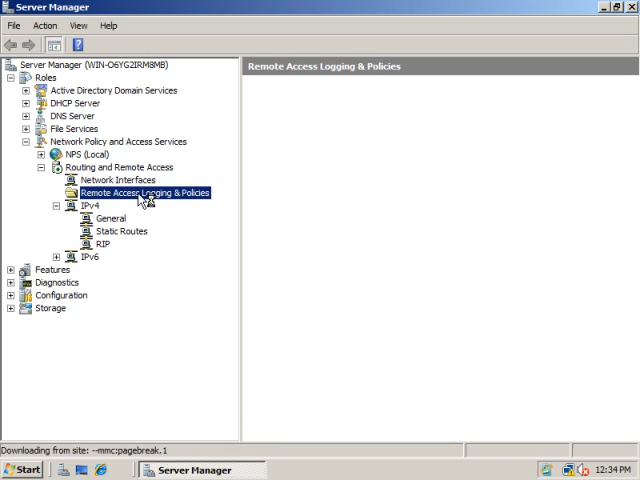 Server Manager
File Action View Help
Server Manager (WIN-O6YG2IRM8MB)
Roles
Active Directory Domain Services
DHCP Server
DNS Server
File Services
Network Policy and Access Services
NPS (Local)
Routing and Remote Access
Network Interfaces
Remote Access Logging & Policies
IPv4
General
Static Routes
RIP
IPv6
Features
Diagnostics
Configuration
Storage
Remote Access Logging & Policies
Downloading from site: --mmc:pagebreak.1
Start
Server Manager
12:34 PM